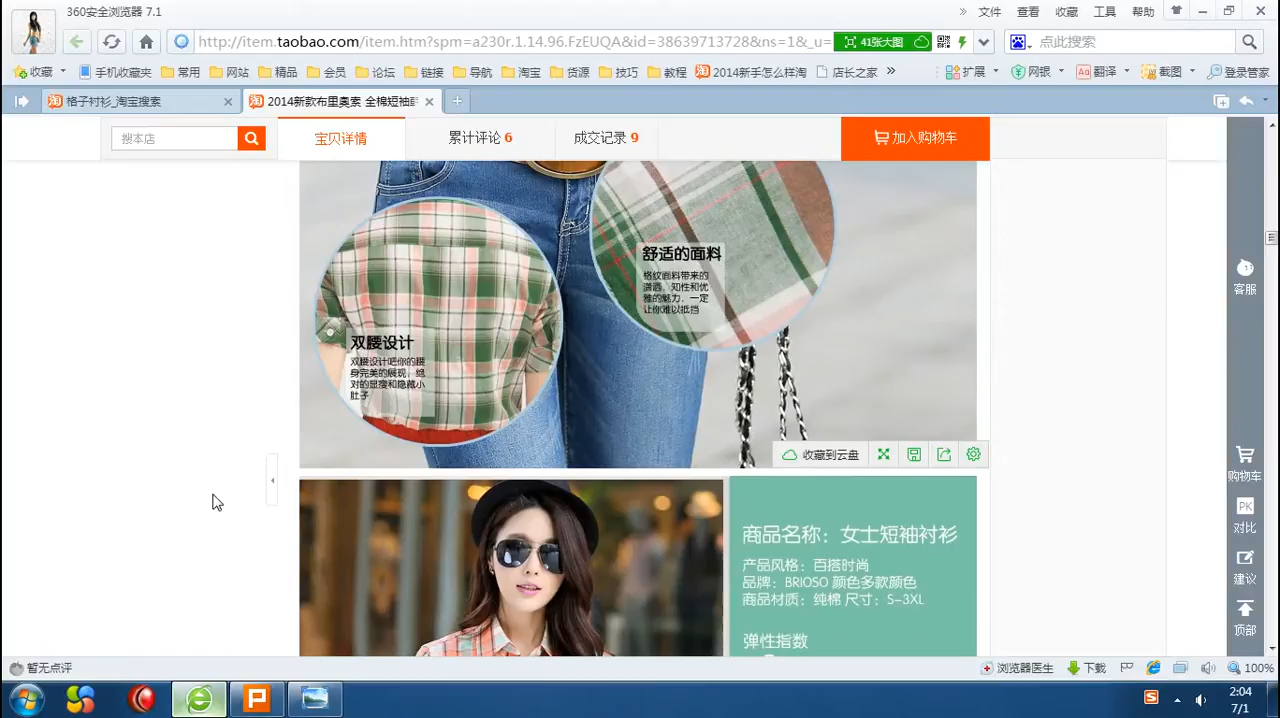 360安全浏览器 7.1
» 文件 查看 收藏 工具 帮助
http://item.taobao.com/item.htm?spm=a230r.1.14.96.FzEUQA&id=38639713728&ns=1&_u=
41张大图
点此搜索
收藏 手机收藏夹 常用 网站 精品 会员 论坛 链接 导航 淘宝 货源 技巧 教程 2014新手怎么样淘 店长之家 » 扩展 网银 翻译 截图 登录管家
格子衬衫_淘宝搜索
2014新款布里奥索 全棉短袖
搜本店
宝贝详情
累计评论 6
成交记录 9
加入购物车
舒适的面料
格纹面料带来的
潇洒，知性和优
雅的魅力，一定
让你难以抵挡
双腰设计
双腰设计吧你的腰
身完美的展现，绝
对的显瘦和隐藏小
肚子
客服
收藏到云盘
购物车
PK
对比
建议
顶部
商品名称：女士短袖衬衫
产品风格：百搭时尚
品牌：BRIOSO 颜色多款颜色
商品材质：纯棉 尺寸：S-3XL
弹性指数
暂无点评
浏览器医生 下载 100%
2:04
7/1